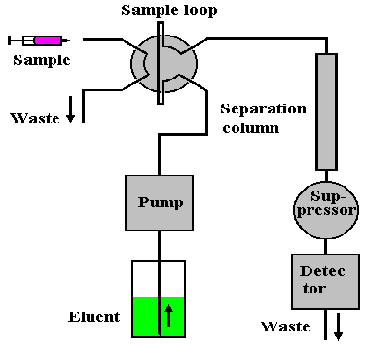 Sample loop
Sample
Waste
Separation
column
Pump
Sup-
pressor
Detec
tor
Eluent
Waste